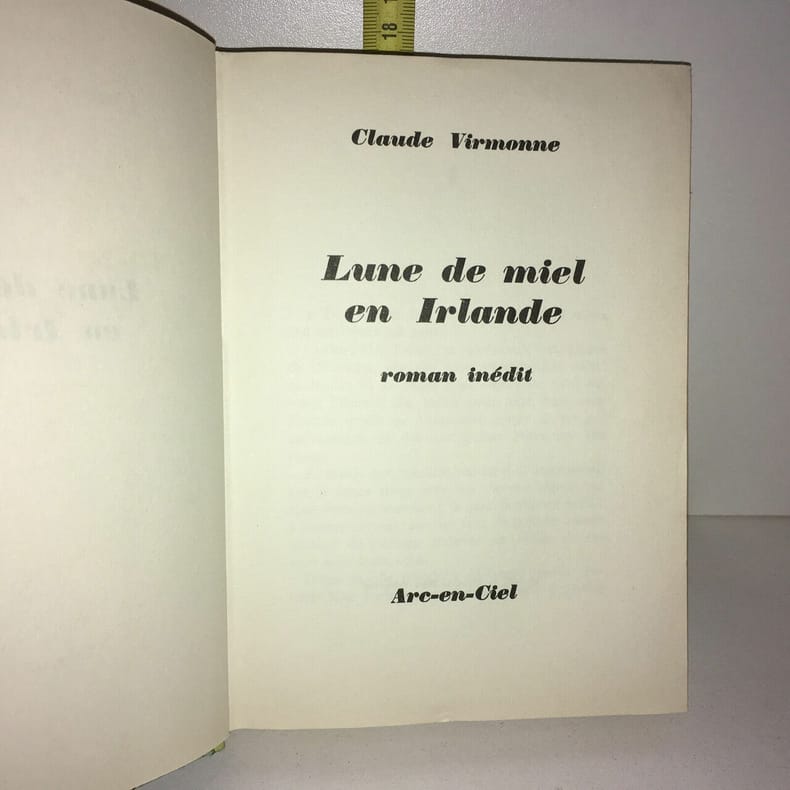 18
Claude Virmonne
Lune de miel
en Irlande
roman inédit
Arc-en-Ciel